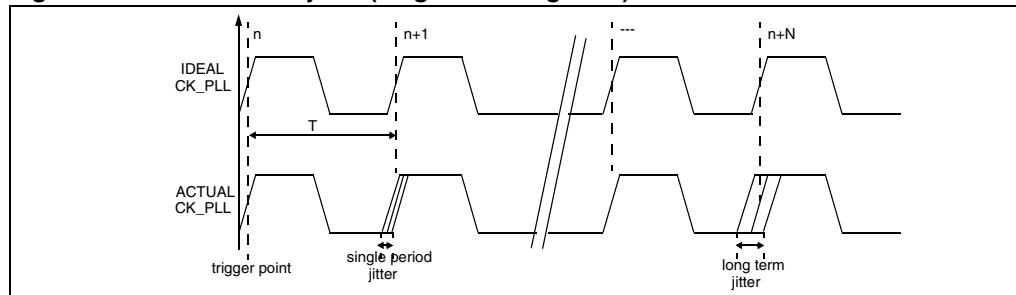 n
n+1
---
n+N
IDEAL
CK_PLL
T
ACTUAL
CK_PLL
trigger point
single period
jitter
long term
jitter